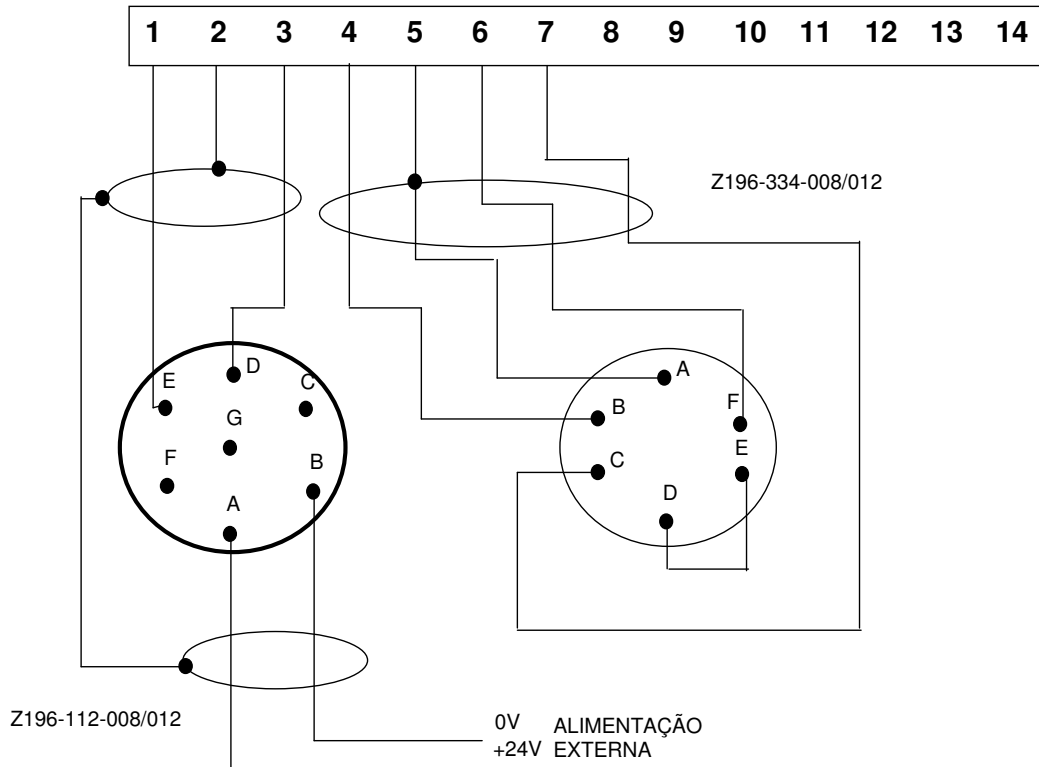 1 2 3 4 5 6 7 8 9 10 11 12 13 14
Z196-334-008/012
E
D
C
G
F
B
A
A
B
F
C
E
D
Z196-112-008/012
0V ALIMENTAÇÃO
+24V EXTERNA